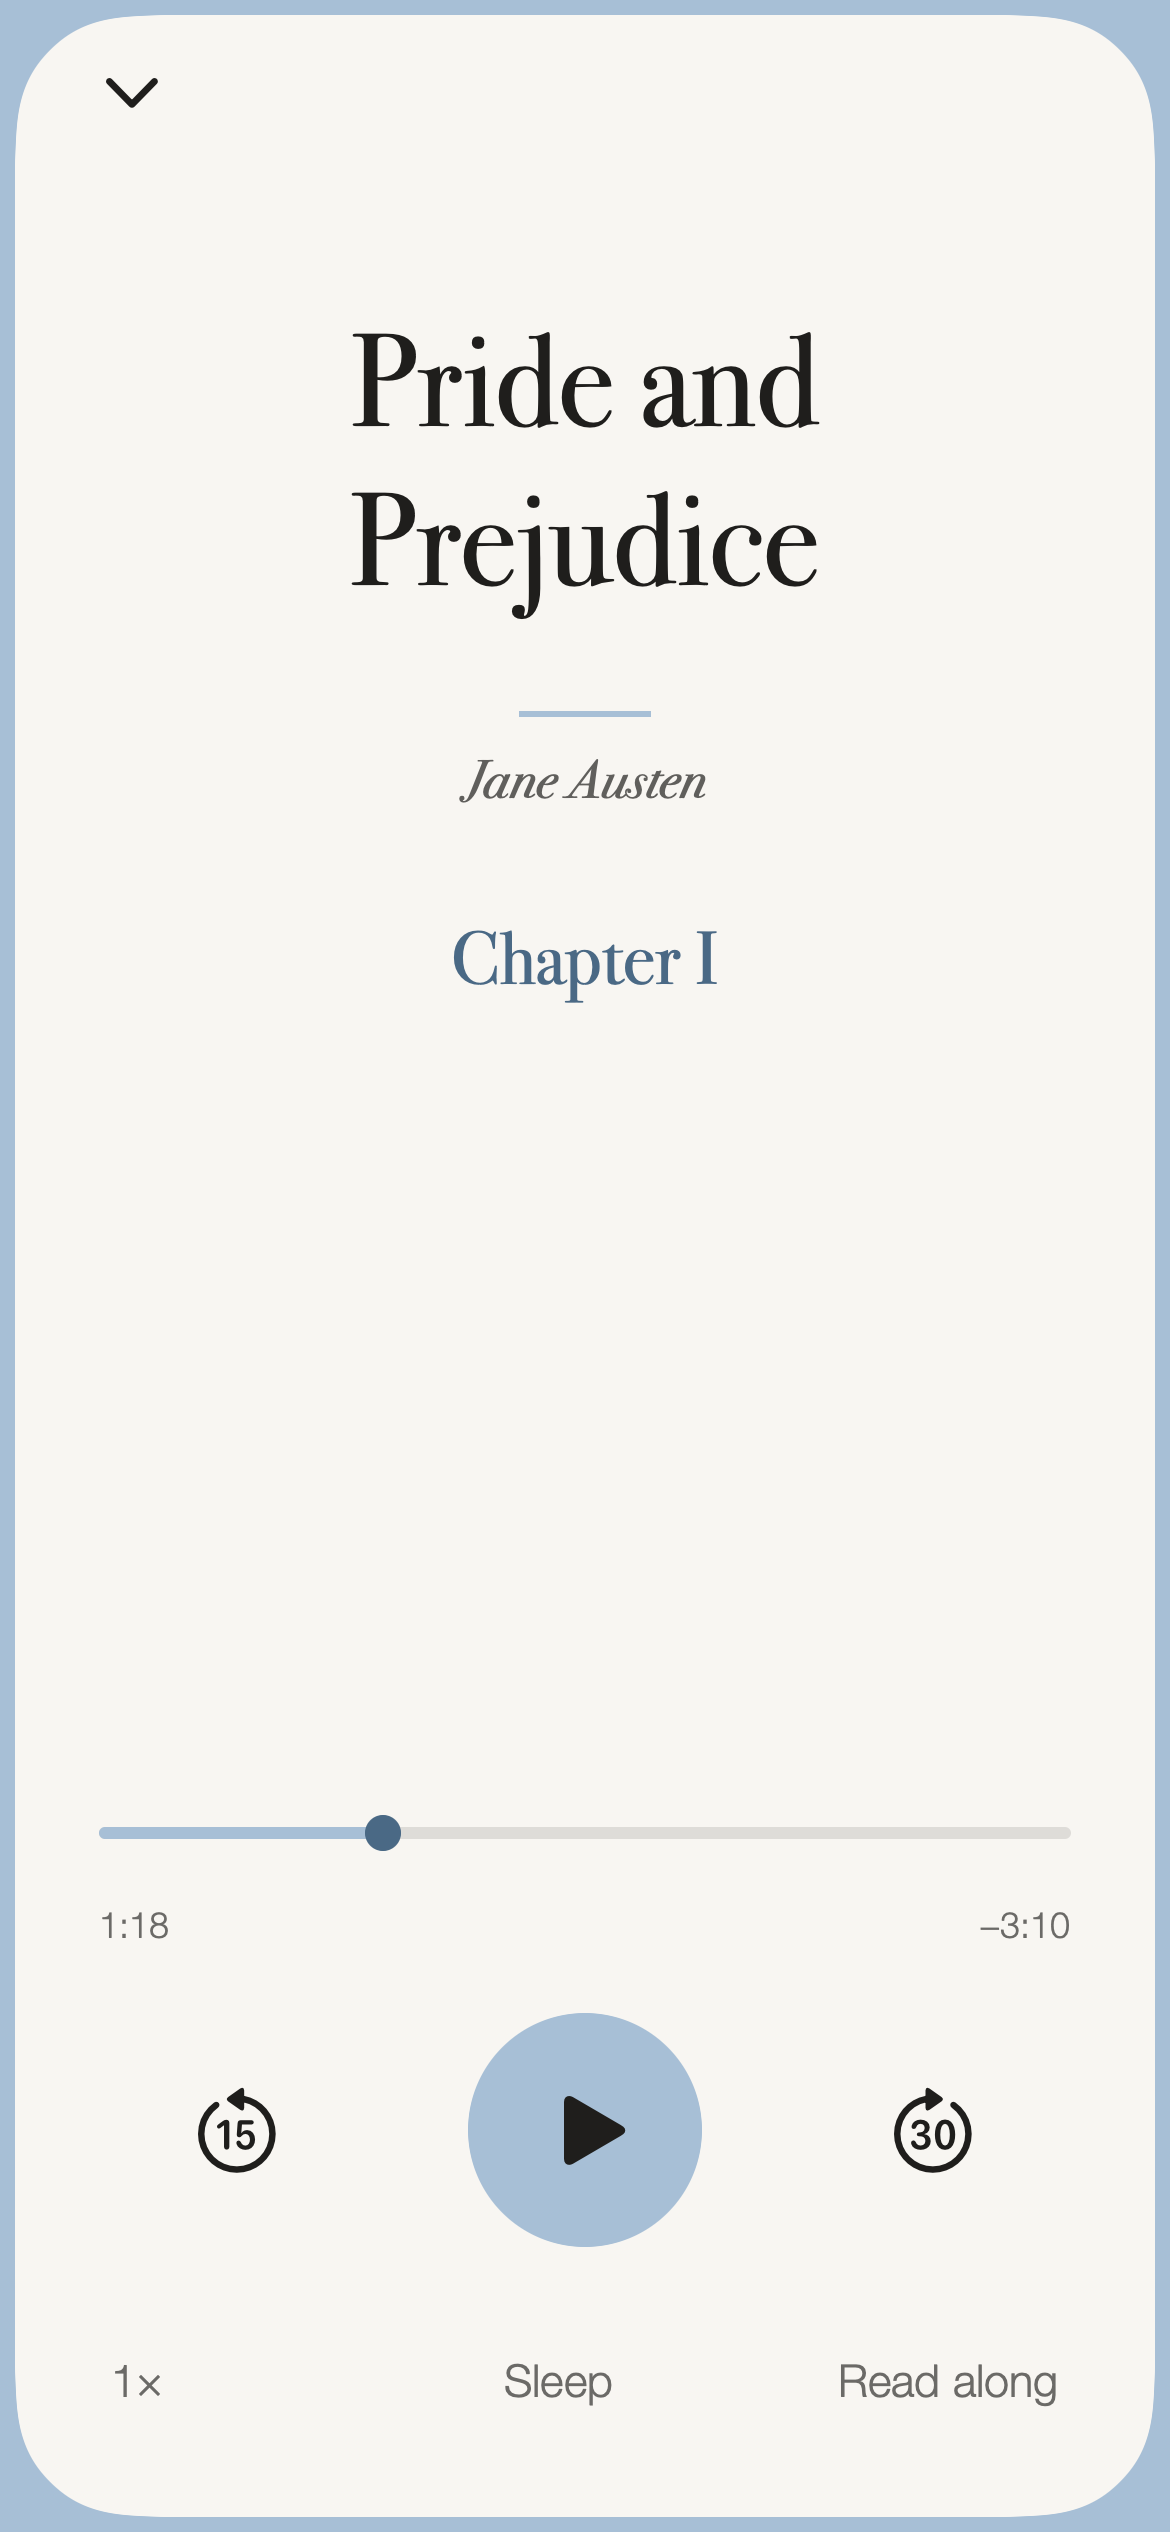 Pride and
Prejudice
Jane Austen
Chapter I
1:18
–3:10
15
30
1×
Sleep
Read along